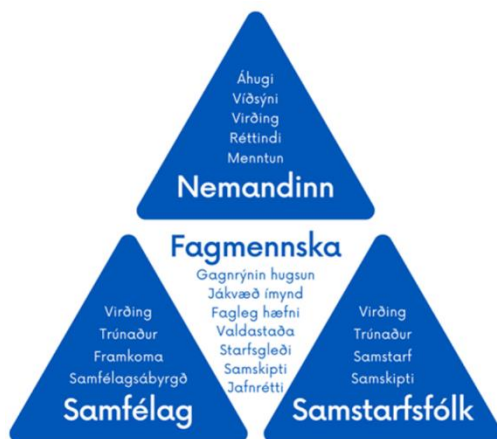 Áhugi
Víðsýni
Virðing
Réttindi
Menntun
Nemandinn
Fagmennska
Gagnrýnin hugsun
Jákvæð ímynd
Fagleg hæfni
Valdastaða
Starfsgleði
Samskipti
Jafnrétti
Virðing
Trúnaður
Framkoma
Samfélagsábyrgð
Samfélag
Virðing
Trúnaður
Samstarf
Samskipti
Samstarfsfólk